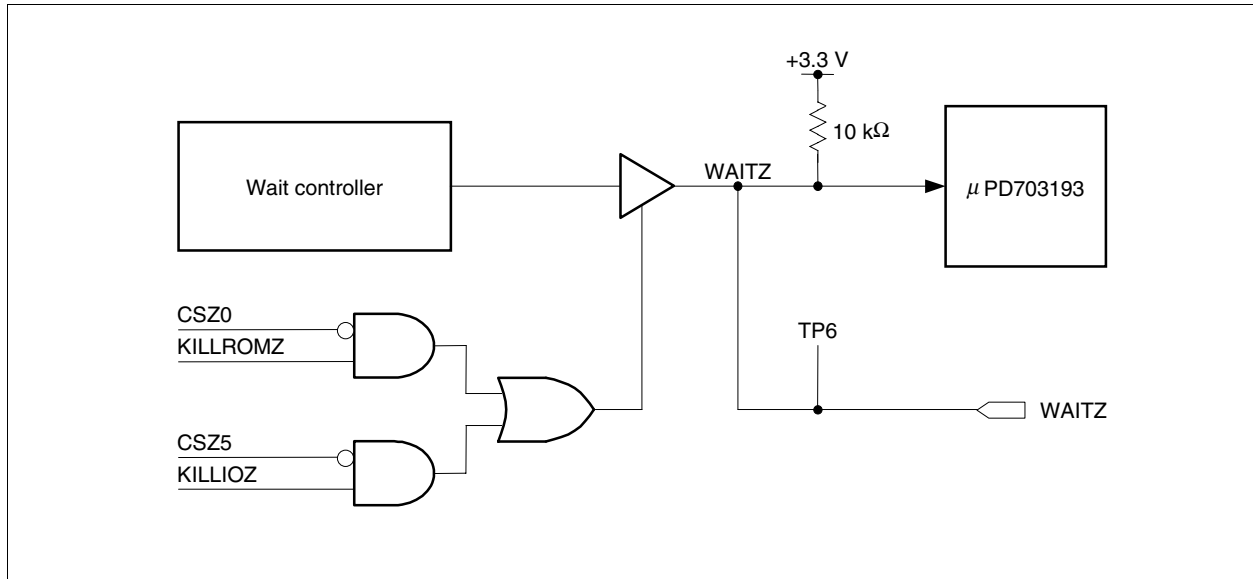 +3.3 V
10 kΩ
Wait controller
WAITZ
μPD703193
CSZ0
KILLROMZ
TP6
WAITZ
CSZ5
KILLIOZ